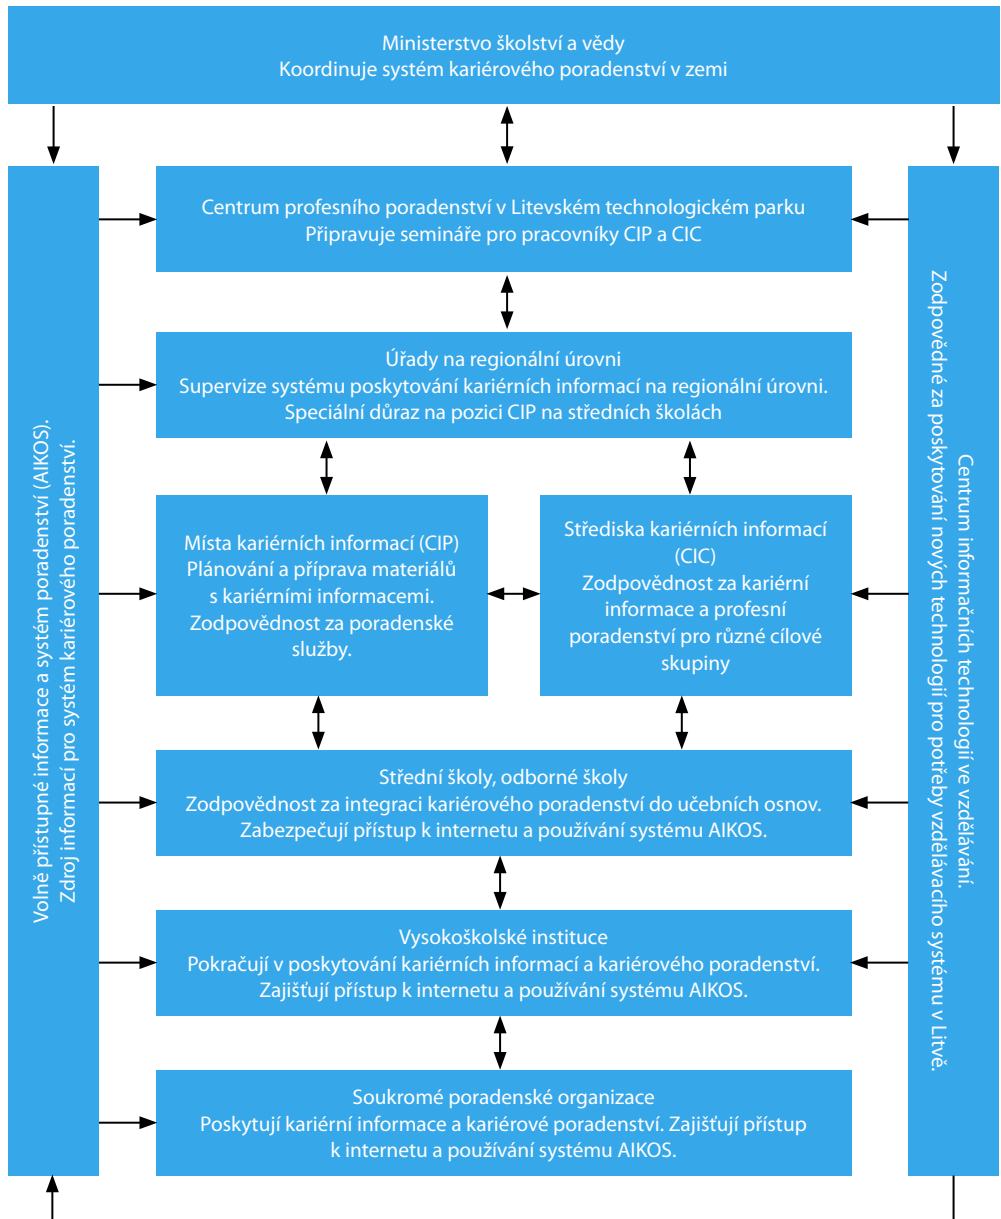 Ministerstvo školství a vědy
Koordinuje systém kariérového poradenství v zemi
Volně přístupné informace a systém poradenství (AIKOS).
Zdroj informací pro systém kariérového poradenství.
Centrum profesního poradenství v Litevském technologickém parku
Připravuje semináře pro pracovníky CIP a CIC
Úřady na regionální úrovni
Supervize systému poskytování kariérních informací na regionální úrovni.
Speciální důraz na pozici CIP na středních školách
Místa kariérních informací (CIP)
Plánování a příprava materiálů
s kariérními informacemi.
Zodpovědnost za poradenské
služby.
Střediska kariérních informací
(CIC)
Zodpovědnost za kariérní
informace a profesní
poradenství pro různé cílové
skupiny
Střední školy, odborné školy
Zodpovědnost za integraci kariérového poradenství do učebních osnov.
Zabezpečují přístup k internetu a používání systému AIKOS.
Vysokoškolské instituce
Pokračují v poskytování kariérních informací a kariérového poradenství.
Zajišťují přístup k internetu a používání systému AIKOS.
Soukromé poradenské organizace
Poskytují kariérní informace a kariérové poradenství. Zajišťují přístup
k internetu a používání systému AIKOS.
Centrum informačních technologií ve vzdělávání.
Zodpovědné za poskytování nových technologií pro potřeby vzdělávacího systému v Litvě.